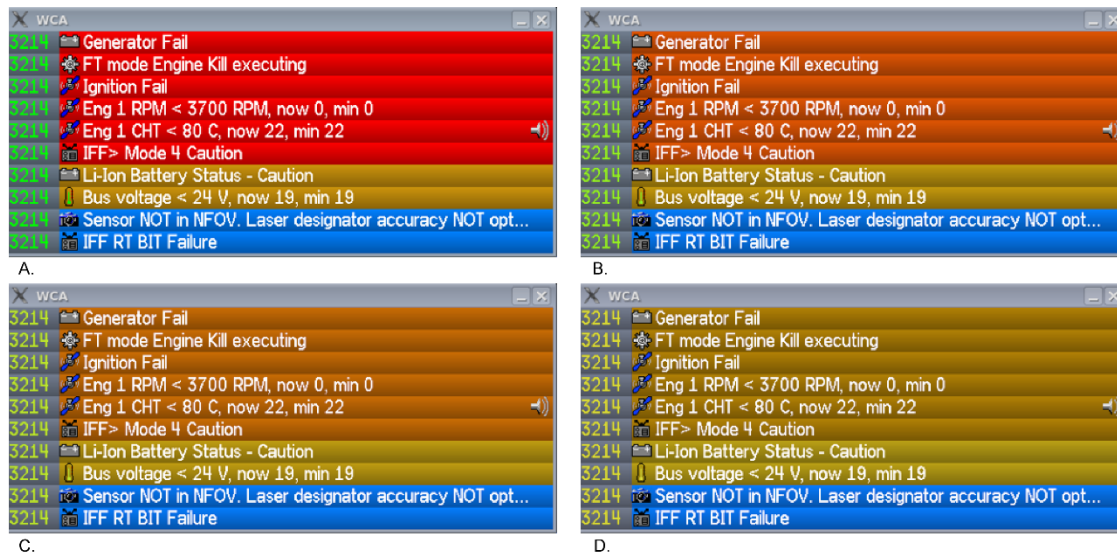 WCA
3214 Generator Fail
3214 FT mode Engine Kill executing
3214 Ignition Fail
3214 Eng 1 RPM < 3700 RPM, now 0, min 0
3214 Eng 1 CHT < 80 C, now 22, min 22
3214 IFF> Mode 4 Caution
3214 Li-Ion Battery Status - Caution
3214 Bus voltage < 24 V, now 19, min 19
3214 Sensor NOT in NFOV. Laser designator accuracy NOT opt...
3214 IFF RT BIT Failure
A.
WCA
3214 Generator Fail
3214 FT mode Engine Kill executing
3214 Ignition Fail
3214 Eng 1 RPM < 3700 RPM, now 0, min 0
3214 Eng 1 CHT < 80 C, now 22, min 22
3214 IFF> Mode 4 Caution
3214 Li-Ion Battery Status - Caution
3214 Bus voltage < 24 V, now 19, min 19
3214 Sensor NOT in NFOV. Laser designator accuracy NOT opt...
3214 IFF RT BIT Failure
B.
WCA
3214 Generator Fail
3214 FT mode Engine Kill executing
3214 Ignition Fail
3214 Eng 1 RPM < 3700 RPM, now 0, min 0
3214 Eng 1 CHT < 80 C, now 22, min 22
3214 IFF> Mode 4 Caution
3214 Li-Ion Battery Status - Caution
3214 Bus voltage < 24 V, now 19, min 19
3214 Sensor NOT in NFOV. Laser designator accuracy NOT opt...
3214 IFF RT BIT Failure
C.
WCA
3214 Generator Fail
3214 FT mode Engine Kill executing
3214 Ignition Fail
3214 Eng 1 RPM < 3700 RPM, now 0, min 0
3214 Eng 1 CHT < 80 C, now 22, min 22
3214 IFF> Mode 4 Caution
3214 Li-Ion Battery Status - Caution
3214 Bus voltage < 24 V, now 19, min 19
3214 Sensor NOT in NFOV. Laser designator accuracy NOT opt...
3214 IFF RT BIT Failure
D.